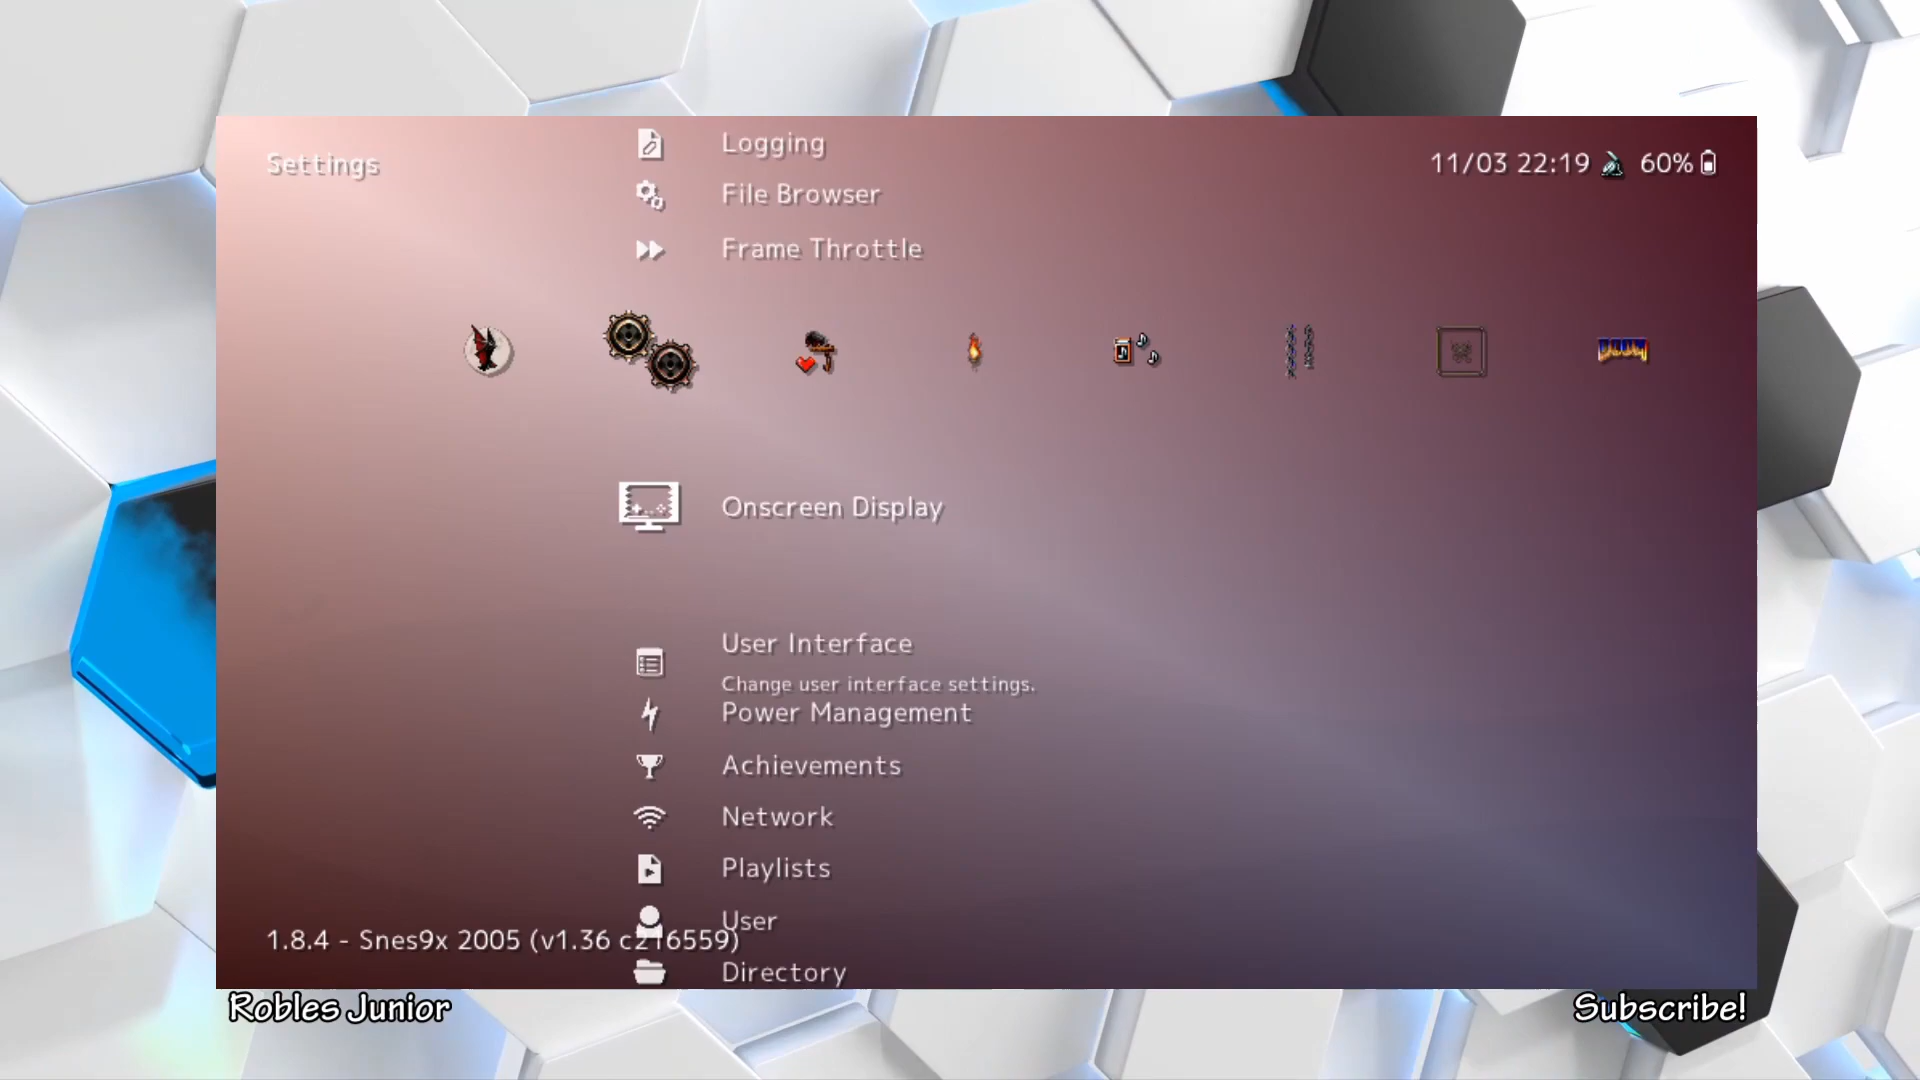 Settings
Logging
11/03 22:19 60%
File Browser
Frame Throttle
DOOM
Onscreen Display
User Interface
Change user interface settings.
Power Management
Achievements
Network
Playlists
User
1.8.4 - Snes9x 2005 (v1.36 c216559)
Directory
Robles Junior
Subscribe!